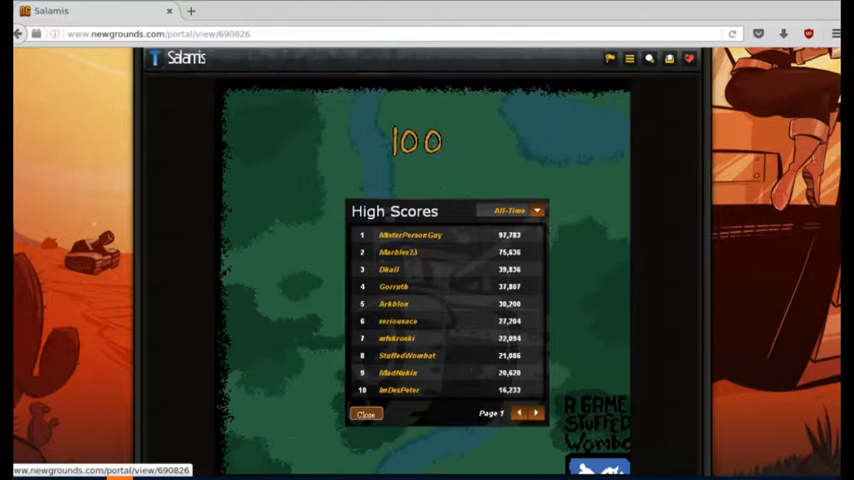 Salamis
www.newgrounds.com/portal/view/690826
Salamis
100
High Scores
All-Time
1 MisterPersonGuy 97,783
2 Marbles23 75,636
3 Dkall 39,836
4 Gorruth 37,807
5 Arkblox 30,200
6 seriousace 27,204
7 22,094
8 StuffedWombat 21,086
9 MadNukin 20,620
10 ImDesPeter 16,233
Close
Page 1
A GAME
STUFFED
www.newgrounds.com/portal/view/690826